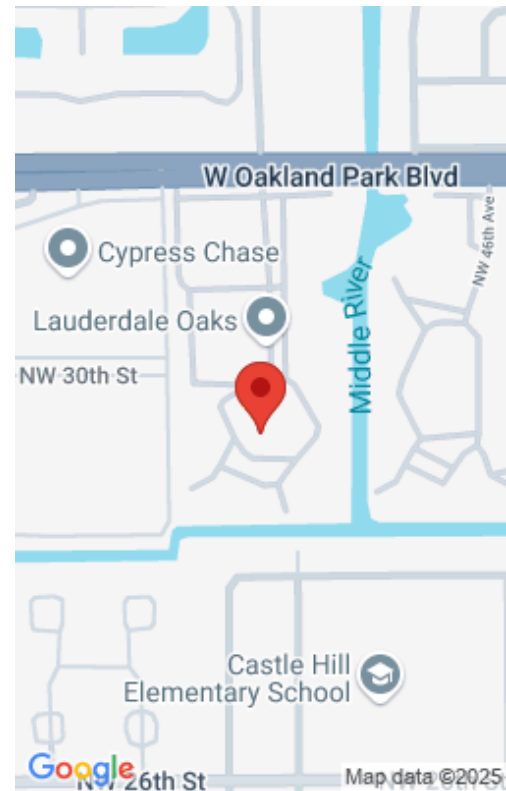 W Oakland Park Blvd
NW 46th Ave
Cypress Chase
Middle River
Lauderdale Oaks
NW 30th St
Castle Hill
Elementary School
Google
NW 26th St
Map data ©2025